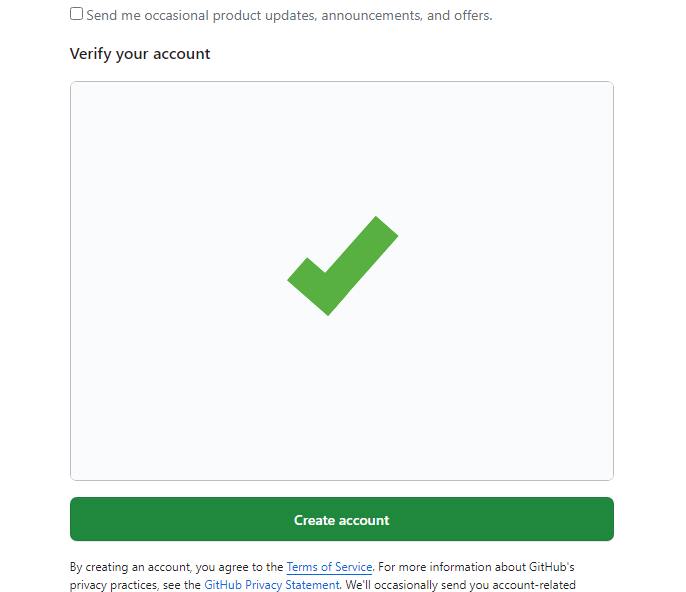 Send me occasional product updates, announcements, and offers.
Verify your account
Create account
By creating an account, you agree to the Terms of Service. For more information about GitHub's
privacy practices, see the GitHub Privacy Statement. We'll occasionally send you account-related